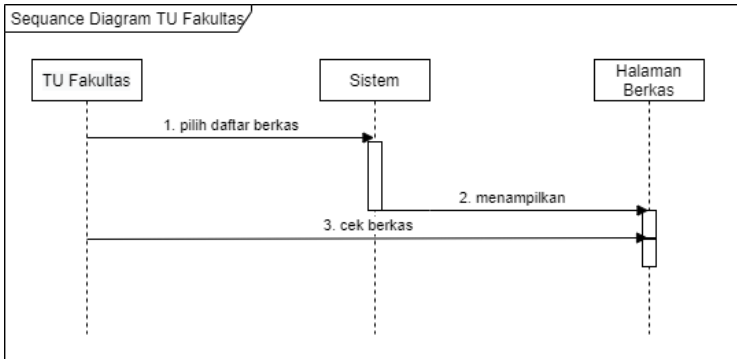 Sequance Diagram TU Fakultas
TU Fakultas
Sistem
Halaman
Berkas
1. pilih daftar berkas
2. menampilkan
3. cek berkas